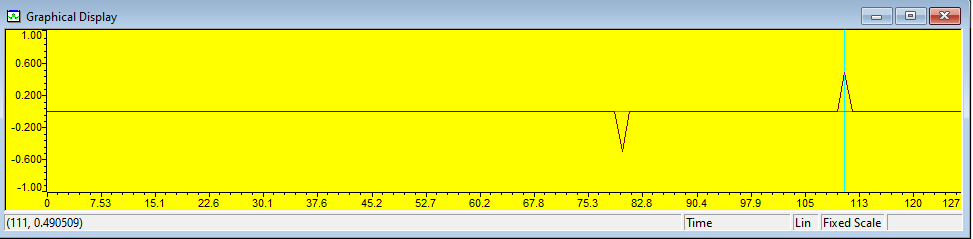 Graphical Display
1.00
0.600
0.200
-0.200
-0.600
-1.00
0 7.53 15.1 22.6 30.1 37.6 45.2 52.7 60.2 67.8 75.3 82.8 90.4 97.9 105 113 120 127
(111, 0.490509) Time Lin Fixed Scale